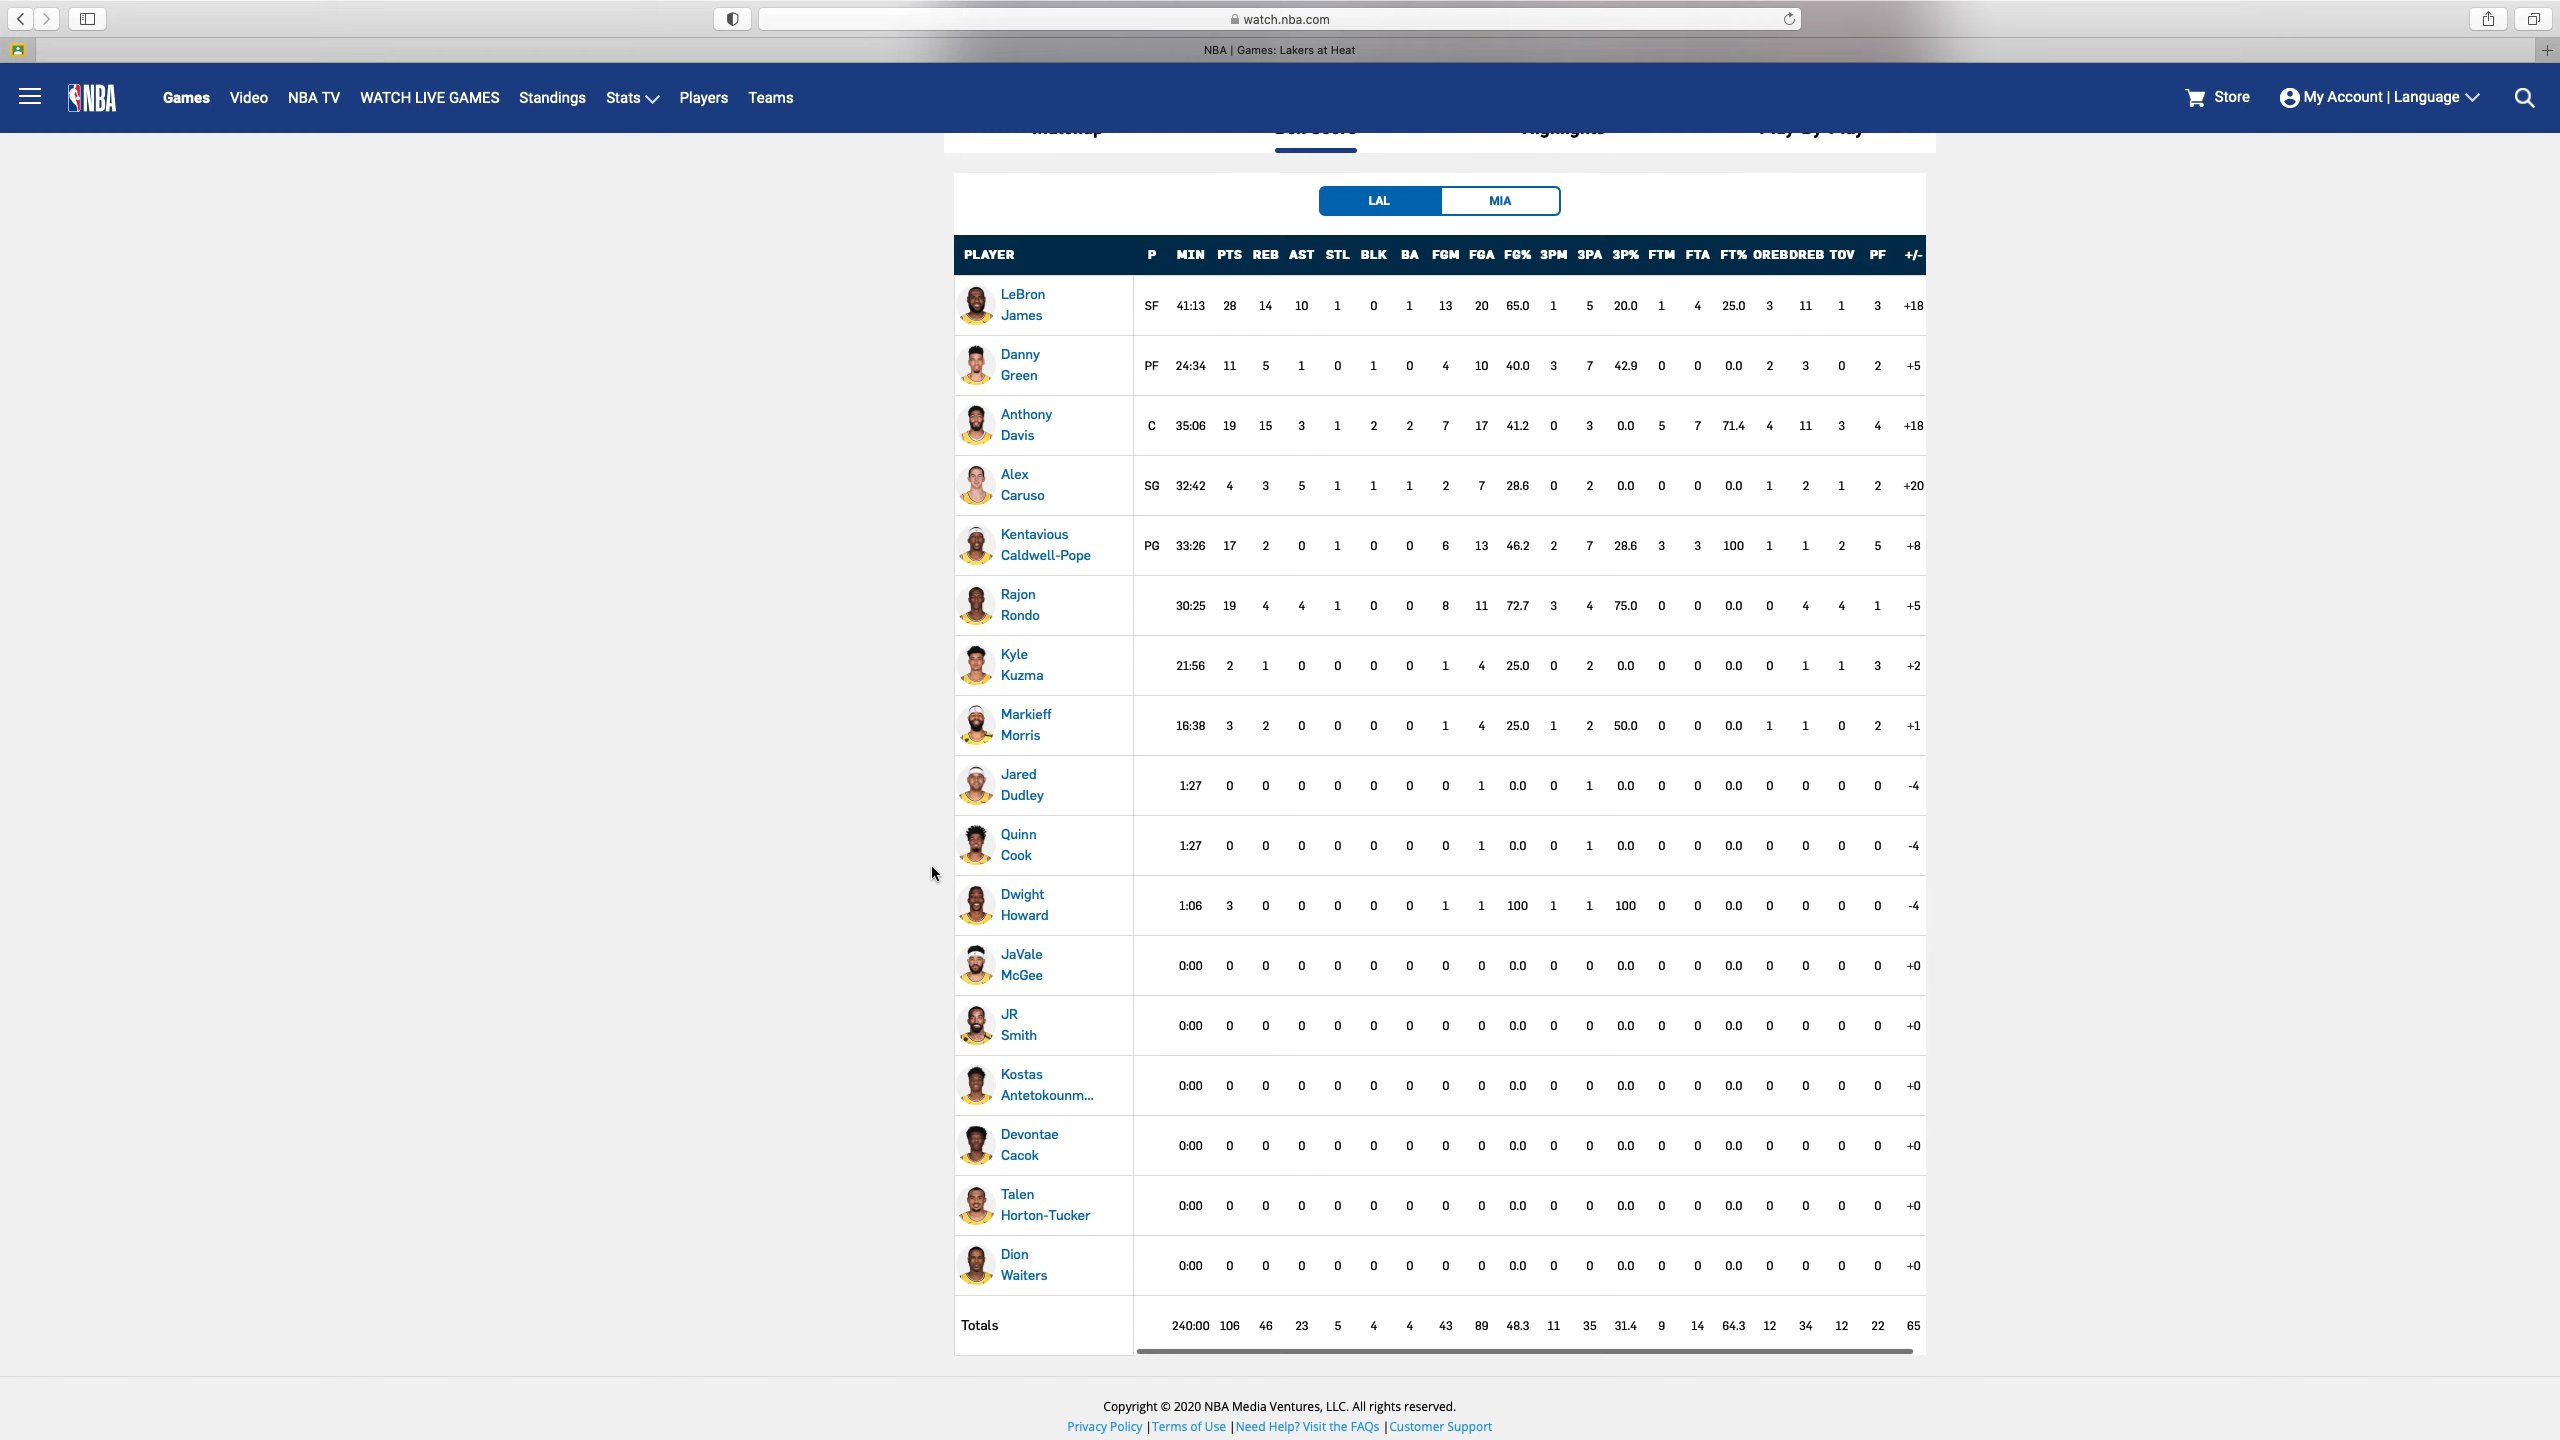 watch.nba.com
NBA | Games: Lakers at Heat
NBA Games Video NBA TV WATCH LIVE GAMES Standings Stats Players Teams Store My Account | Language
Matchup Box Score Highlights Play-By-Play
LAL MIA
PLAYER P MIN PTS REB AST STL BLK BA FGM FGA FG% 3PM 3PA 3P% FTM FTA FT% OREB DREB TOV PF +/-
LeBron
James SF 41:13 28 14 10 1 0 1 13 20 65.0 1 5 20.0 1 4 25.0 3 11 1 3 +18
Danny
Green PF 24:34 11 5 1 0 1 0 4 10 40.0 3 7 42.9 0 0 0.0 2 3 0 2 +5
Anthony
Davis C 35:06 19 15 3 1 2 2 7 17 41.2 0 3 0.0 5 7 71.4 4 11 3 4 +18
Alex
Caruso SG 32:42 4 3 5 1 1 1 2 7 28.6 0 2 0.0 0 0 0.0 1 2 1 2 +20
Kentavious
Caldwell-Pope PG 33:26 17 2 0 1 0 0 6 13 46.2 2 7 28.6 3 3 100 1 1 2 5 +8
Rajon
Rondo 30:25 19 4 4 1 0 0 8 11 72.7 3 4 75.0 0 0 0.0 0 4 4 1 +5
Kyle
Kuzma 21:56 2 1 0 0 0 0 1 4 25.0 0 2 0.0 0 0 0.0 0 1 1 3 +2
Markieff
Morris 16:38 3 2 0 0 0 0 1 4 25.0 1 2 50.0 0 0 0.0 1 1 0 2 +1
Jared
Dudley 1:27 0 0 0 0 0 0 0 1 0.0 0 1 0.0 0 0 0.0 0 0 0 0 -4
Quinn
Cook 1:27 0 0 0 0 0 0 0 1 0.0 0 1 0.0 0 0 0.0 0 0 0 0 -4
Dwight
Howard 1:06 3 0 0 0 0 0 1 1 100 1 1 100 0 0 0.0 0 0 0 0 -4
JaVale
McGee 0:00 0 0 0 0 0 0 0 0 0.0 0 0 0.0 0 0 0.0 0 0 0 0 +0
JR
Smith 0:00 0 0 0 0 0 0 0 0 0.0 0 0 0.0 0 0 0.0 0 0 0 0 +0
Kostas
Antetokounm... 0:00 0 0 0 0 0 0 0 0 0.0 0 0 0.0 0 0 0.0 0 0 0 0 +0
Devontae
Cacok 0:00 0 0 0 0 0 0 0 0 0.0 0 0 0.0 0 0 0.0 0 0 0 0 +0
Talen
Horton-Tucker 0:00 0 0 0 0 0 0 0 0 0.0 0 0 0.0 0 0 0.0 0 0 0 0 +0
Dion
Waiters 0:00 0 0 0 0 0 0 0 0 0.0 0 0 0.0 0 0 0.0 0 0 0 0 +0
Totals 240:00 106 46 23 5 4 4 43 89 48.3 11 35 31.4 9 14 64.3 12 34 12 22 65
Copyright © 2020 NBA Media Ventures, LLC. All rights reserved.
Privacy Policy | Terms of Use | Need Help? Visit the FAQs | Customer Support